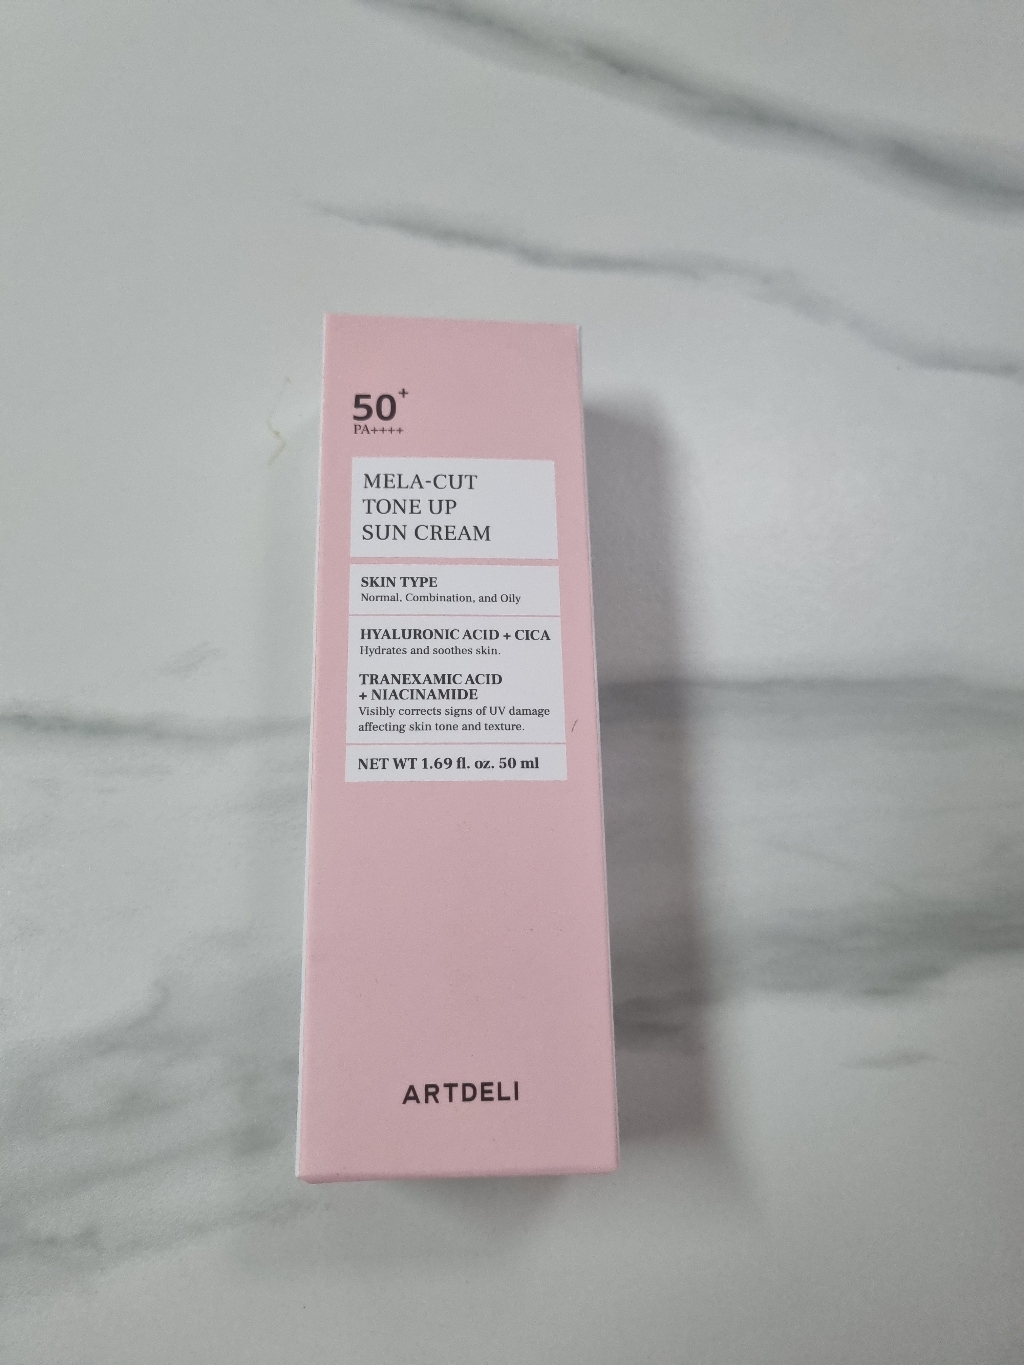 50+
PA++++
MELA-CUT
TONE UP
SUN CREAM
SKIN TYPE
Normal, Combination, and Oily
HYALURONIC ACID + CICA
Hydrates and soothes skin.
TRANEXAMIC ACID
+ NIACINAMIDE
Visibly corrects signs of UV damage
affecting skin tone and texture.
NET WT 1.69 fl. oz. 50 ml
ARTDELI